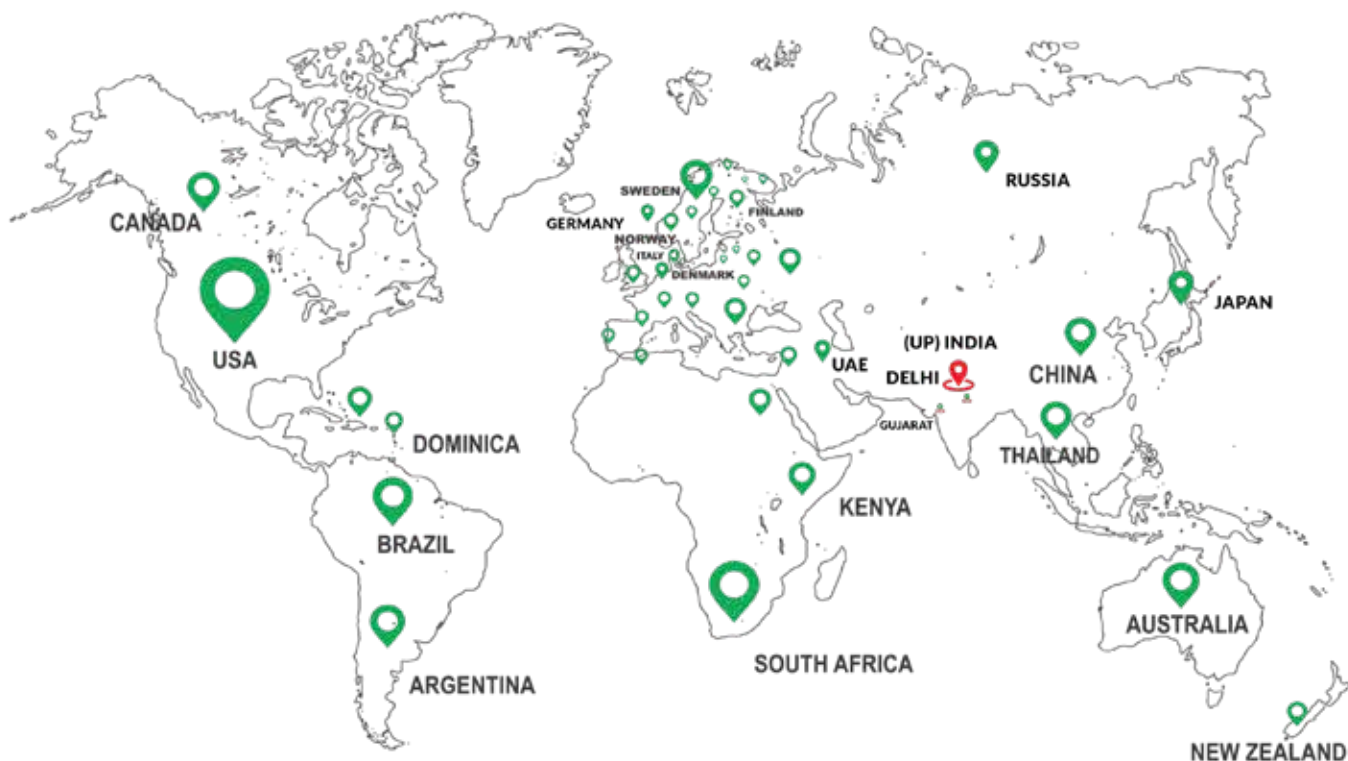 RUSSIA
SWEDEN
CANADA
FINLAND
GERMANY
NORWAY
ITALY
DENMARK
JAPAN
(UP) INDIA
USA
UAE
DELHI
CHINA
GUJARAT
DOMINICA
THAILAND
KENYA
BRAZIL
AUSTRALIA
SOUTH AFRICA
ARGENTINA
NEW ZEALAND